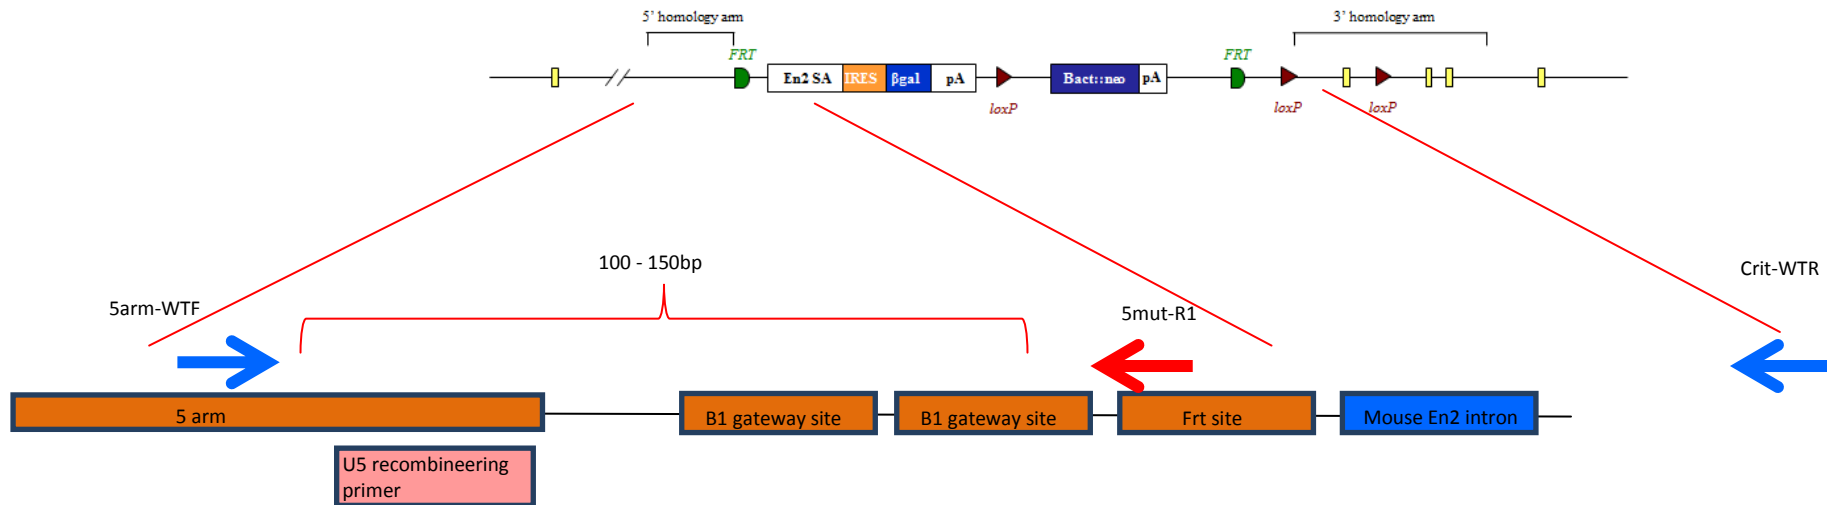 5' homology arm
3' homology arm
FRT
FRT
En2 SA
IRES
βgal
pA
Bact::neo
pA
loxP
loxP
loxP
100 - 150bp
Crit-WTR
5arm-WTF
5mut-R1
5 arm
B1 gateway site
B1 gateway site
Frt site
Mouse En2 intron
U5 recombineering
primer